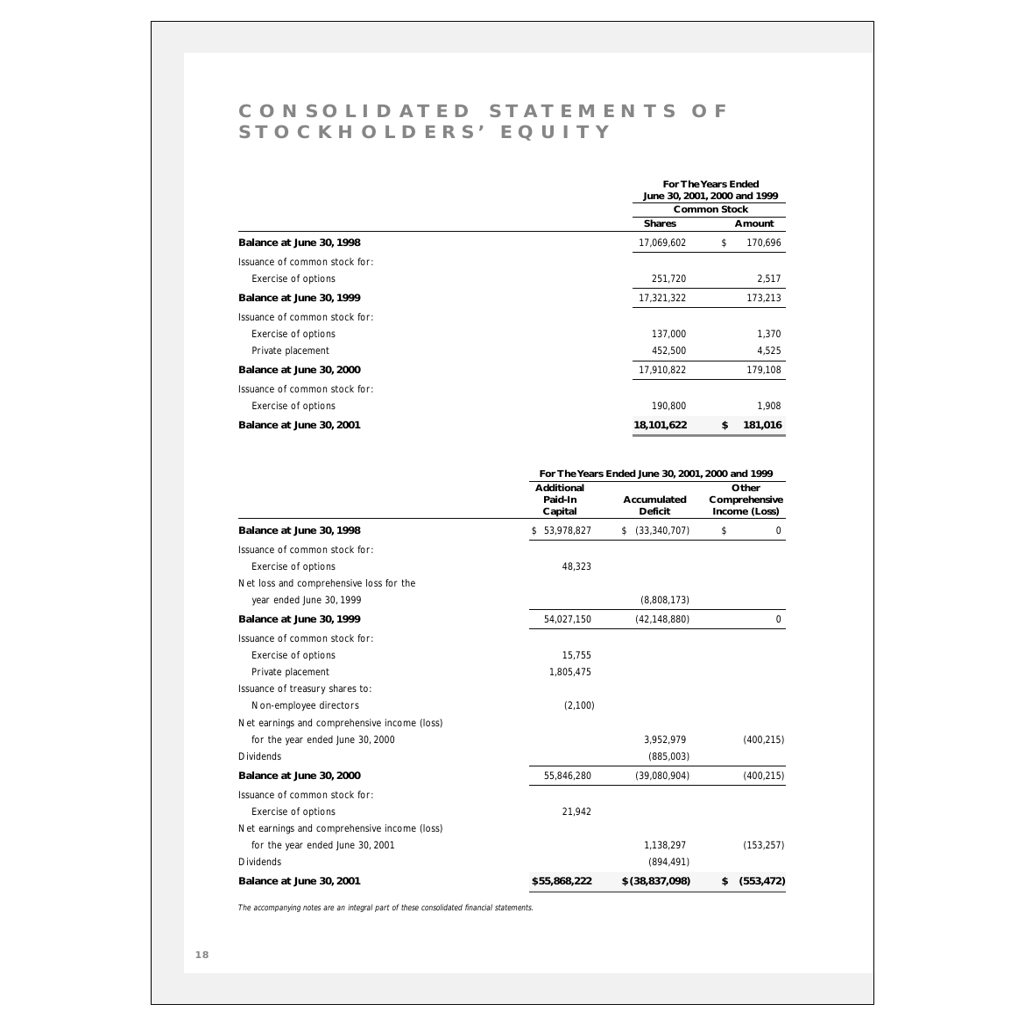 CONSOLIDATED STATEMENTS OF
STOCKHOLDERS’ EQUITY
For The Years Ended
June 30, 2001, 2000 and 1999
Common Stock
Shares Amount
Balance at June 30, 1998 17,069,602 $ 170,696
Issuance of common stock for:
Exercise of options 251,720 2,517
Balance at June 30, 1999 17,321,322 173,213
Issuance of common stock for:
Exercise of options 137,000 1,370
Private placement 452,500 4,525
Balance at June 30, 2000 17,910,822 179,108
Issuance of common stock for:
Exercise of options 190,800 1,908
Balance at June 30, 2001 18,101,622 $ 181,016
For The Years Ended June 30, 2001, 2000 and 1999
Additional Other
Paid-In Accumulated Comprehensive
Capital Deficit Income (Loss)
Balance at June 30, 1998 $ 53,978,827 $ (33,340,707) $ 0
Issuance of common stock for:
Exercise of options 48,323
Net loss and comprehensive loss for the
year ended June 30, 1999 (8,808,173)
Balance at June 30, 1999 54,027,150 (42,148,880) 0
Issuance of common stock for:
Exercise of options 15,755
Private placement 1,805,475
Issuance of treasury shares to:
Non-employee directors (2,100)
Net earnings and comprehensive income (loss)
for the year ended June 30, 2000 3,952,979 (400,215)
Dividends (885,003)
Balance at June 30, 2000 55,846,280 (39,080,904) (400,215)
Issuance of common stock for:
Exercise of options 21,942
Net earnings and comprehensive income (loss)
for the year ended June 30, 2001 1,138,297 (153,257)
Dividends (894,491)
Balance at June 30, 2001 $55,868,222 $(38,837,098) $ (553,472)
The accompanying notes are an integral part of these consolidated financial statements.
18